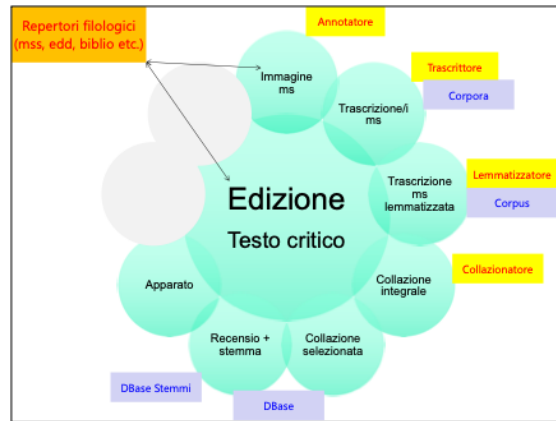 Repertori filologici
(mss, edd, biblio etc.)
Annotatore
Immagine
ms
Trascrittore
Corpora
Trascrizione/i
ms
Lemmatizzatore
Corpus
Trascrizione
ms
lemmatizzata
Edizione
Testo critico
Collazionatore
Collazione
integrale
Apparato
Recensio +
stemma
Collazione
selezionata
DBase Stemmi
DBase